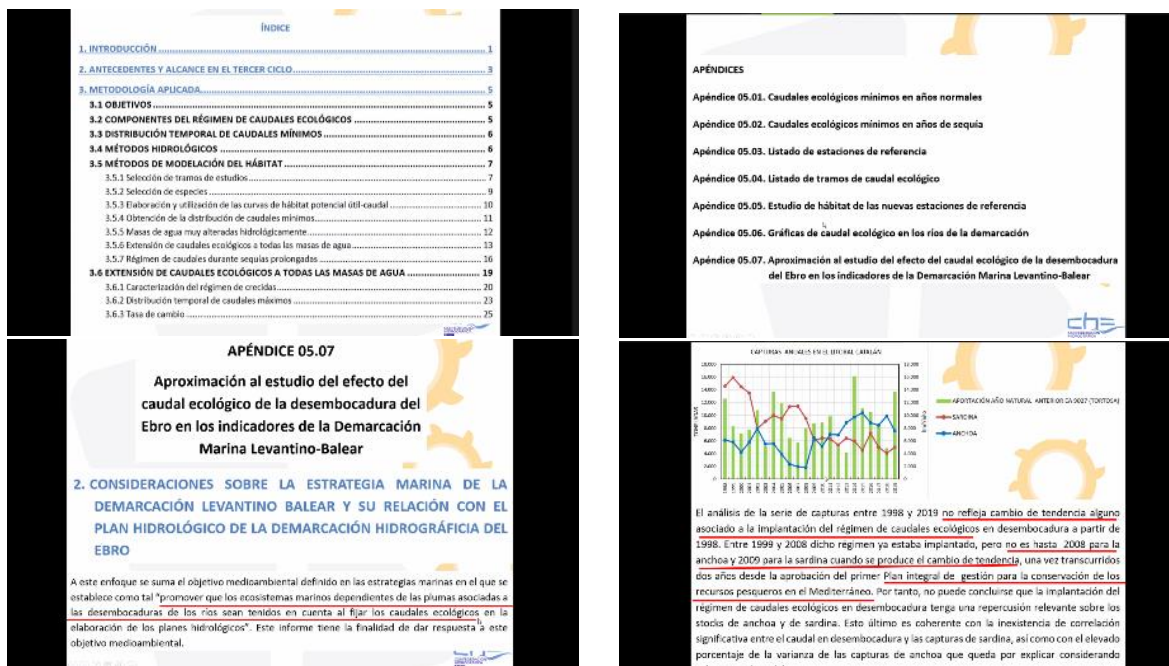 ÍNDICE
1. INTRODUCCIÓN 1
2. ANTECEDENTES Y ALCANCE EN EL TERCER CICLO 3
3. METODOLOGÍA APLICADA 5
3.1 OBJETIVOS 5
3.2 COMPONENTES DEL RÉGIMEN DE CAUDALES ECOLÓGICOS 5
3.3 DISTRIBUCIÓN TEMPORAL DE CAUDALES MÍNIMOS 6
3.4 MÉTODOS HIDROLÓGICOS 6
3.5 MÉTODOS DE MODELACIÓN DEL HÁBITAT 7
3.5.1 Selección de tramos de estudios 7
3.5.2 Selección de especies 9
3.5.3 Elaboración y utilización de las curvas de hábitat potencial útil-caudal 10
3.5.4 Obtención de la distribución de caudales mínimos 11
3.5.5 Masas de agua muy alteradas hidrológicamente 12
3.5.6 Extensión de caudales ecológicos a todas las masas de agua 13
3.5.7 Régimen de caudales durante sequías prolongadas 16
3.6 EXTENSIÓN DE CAUDALES ECOLÓGICOS A TODAS LAS MASAS DE AGUA 19
3.6.1 Caracterización del régimen de crecidas 20
3.6.2 Distribución temporal de caudales máximos 23
3.6.3 Tasa de cambio 25
APÉNDICES
Apéndice 05.01. Caudales ecológicos mínimos en años normales
Apéndice 05.02. Caudales ecológicos mínimos en años de sequía
Apéndice 05.03. Listado de estaciones de referencia
Apéndice 05.04. Listado de tramos de caudal ecológico
Apéndice 05.05. Estudio de hábitat de las nuevas estaciones de referencia
Apéndice 05.06. Gráficas de caudal ecológico en los ríos de la demarcación
Apéndice 05.07. Aproximación al estudio del efecto del caudal ecológico de la desembocadura
del Ebro en los indicadores de la Demarcación Marina Levantino-Balear
che
APÉNDICE 05.07
Aproximación al estudio del efecto del
caudal ecológico de la desembocadura del
Ebro en los indicadores de la Demarcación
Marina Levantino-Balear
2. CONSIDERACIONES SOBRE LA ESTRATEGIA MARINA DE LA
DEMARCACIÓN LEVANTINO BALEAR Y SU RELACIÓN CON EL
PLAN HIDROLÓGICO DE LA DEMARCACIÓN HIDROGRÁFICIA DEL
EBRO
A este enfoque se suma el objetivo medioambiental definido en las estrategias marinas en el que se
establece como tal "promover que los ecosistemas marinos dependientes de las plumas asociadas a
las desembocaduras de los ríos sean tenidos en cuenta al fijar los caudales ecológicos en la
elaboración de los planes hidrológicos". Este informe tiene la finalidad de dar respuesta a este
objetivo medioambiental.
CAPTURAS ANUALES EN EL LITORAL CATALÁN
APORTACIÓN AÑO NATURAL ANTERIOR EA 9027 (TORTOSA)
SARDINA
ANCHOA
El análisis de la serie de capturas entre 1998 y 2019 no refleja cambio de tendencia alguno
asociado a la implantación del régimen de caudales ecológicos en desembocadura a partir de
1998. Entre 1999 y 2008 dicho régimen ya estaba implantado, pero no es hasta 2008 para la
anchoa y 2009 para la sardina cuando se produce el cambio de tendencia, una vez transcurridos
dos años desde la aprobación del primer Plan integral de gestión para la conservación de los
recursos pesqueros en el Mediterráneo. Por tanto, no puede concluirse que la implantación del
régimen de caudales ecológicos en desembocadura tenga una repercusión relevante sobre los
stocks de anchoa y de sardina. Esto último es coherente con la inexistencia de correlación
significativa entre el caudal en desembocadura y las capturas de sardina, así como con el elevado
porcentaje de la varianza de las capturas de anchoa que queda por explicar considerando